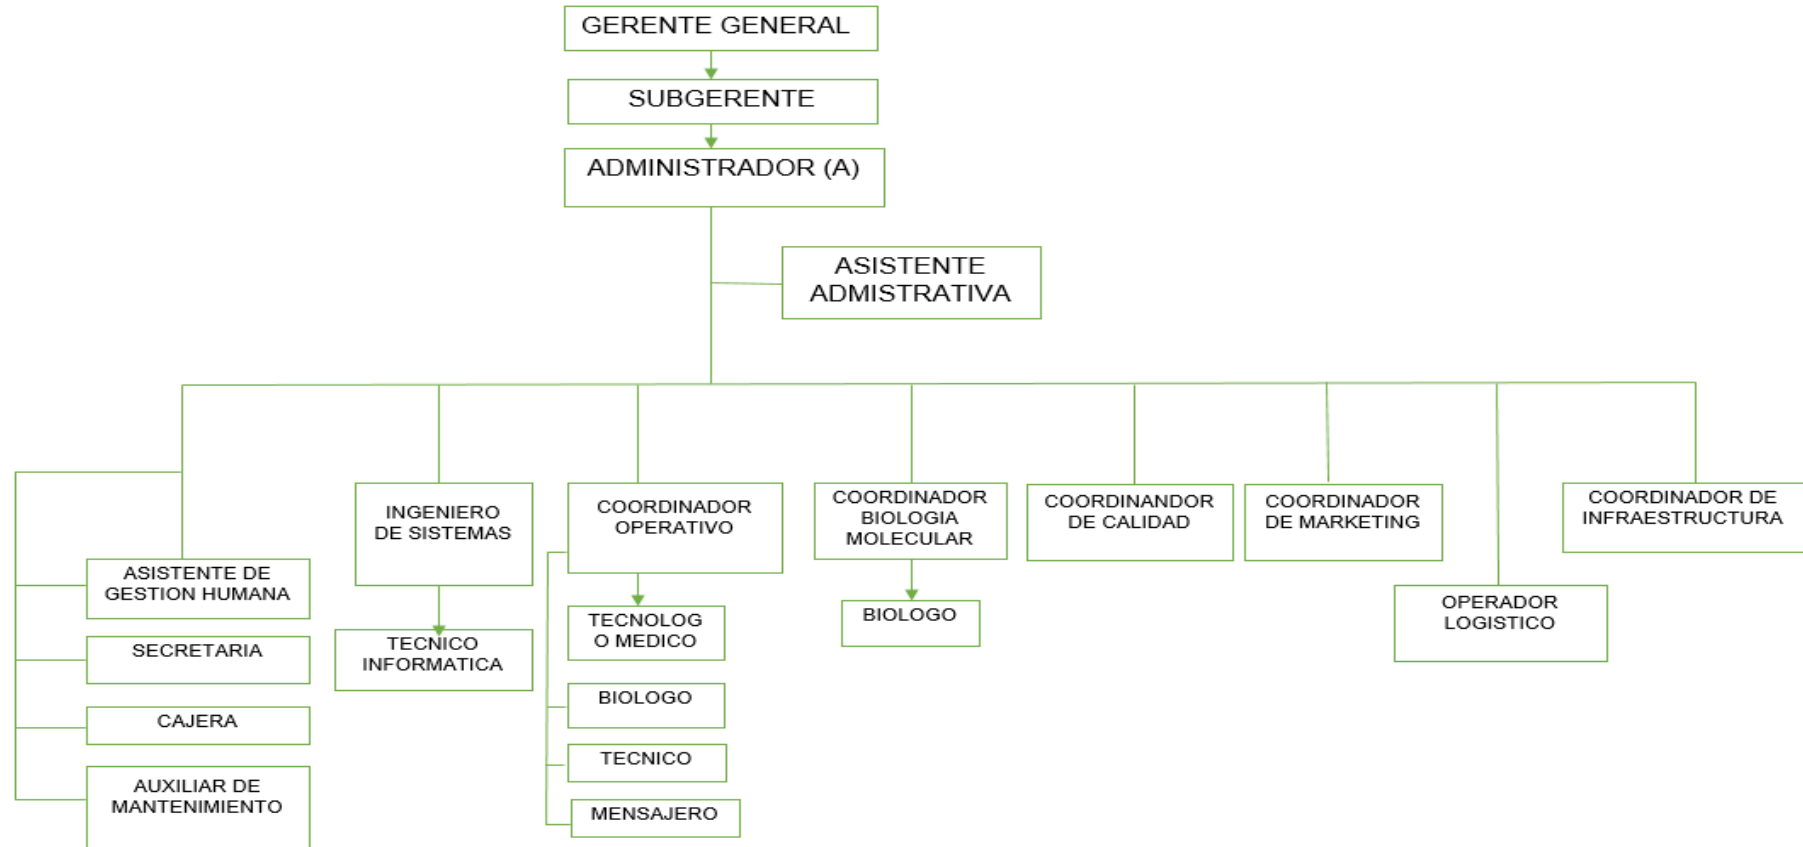 GERENTE GENERAL
SUBGERENTE
ADMINISTRADOR (A)
ASISTENTE
ADMISTRATIVA
ASISTENTE DE
GESTION HUMANA
SECRETARIA
CAJERA
AUXILIAR DE
MANTENIMIENTO
INGENIERO
DE SISTEMAS
TECNICO
INFORMATICA
COORDINADOR
OPERATIVO
TECNOLOG
O MEDICO
BIOLOGO
TECNICO
MENSAJERO
COORDINADOR
BIOLOGIA
MOLECULAR
BIOLOGO
COORDINANDOR
DE CALIDAD
COORDINADOR
DE MARKETING
OPERADOR
LOGISTICO
COORDINADOR DE
INFRAESTRUCTURA